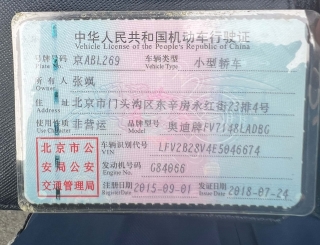 中华人民共和国机动车行驶证
Vehicle License of the People's Republic of China
号牌号码 京ABL269 车辆类型 小型轿车
Plate No. Vehicle Type
所有人 张飒
Owner
住址 北京市门头沟区东辛房永红街23排4号
Address
使用性质 非营运 品牌型号 奥迪牌FV7148LADBG
Use Character Model
北京市公安局公安交通管理局
车辆识别代号 LFV2B28V4E5046674
VIN
发动机号码 G84066
Engine No.
注册日期 2015-09-01 发证日期 2018-07-24
Register Date Issue Date